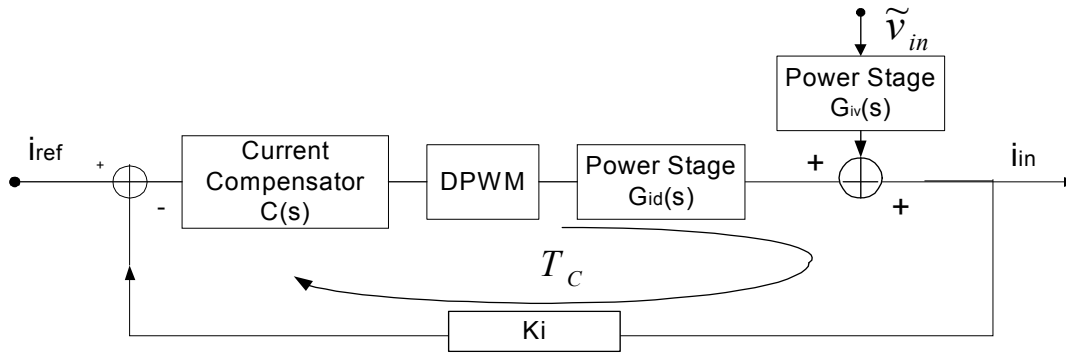 ṽin
Power Stage
Giv(s)
iref
+
Current
Compensator
C(s)
DPWM
Power Stage
Gid(s)
+
iin
-
+
TC
Ki